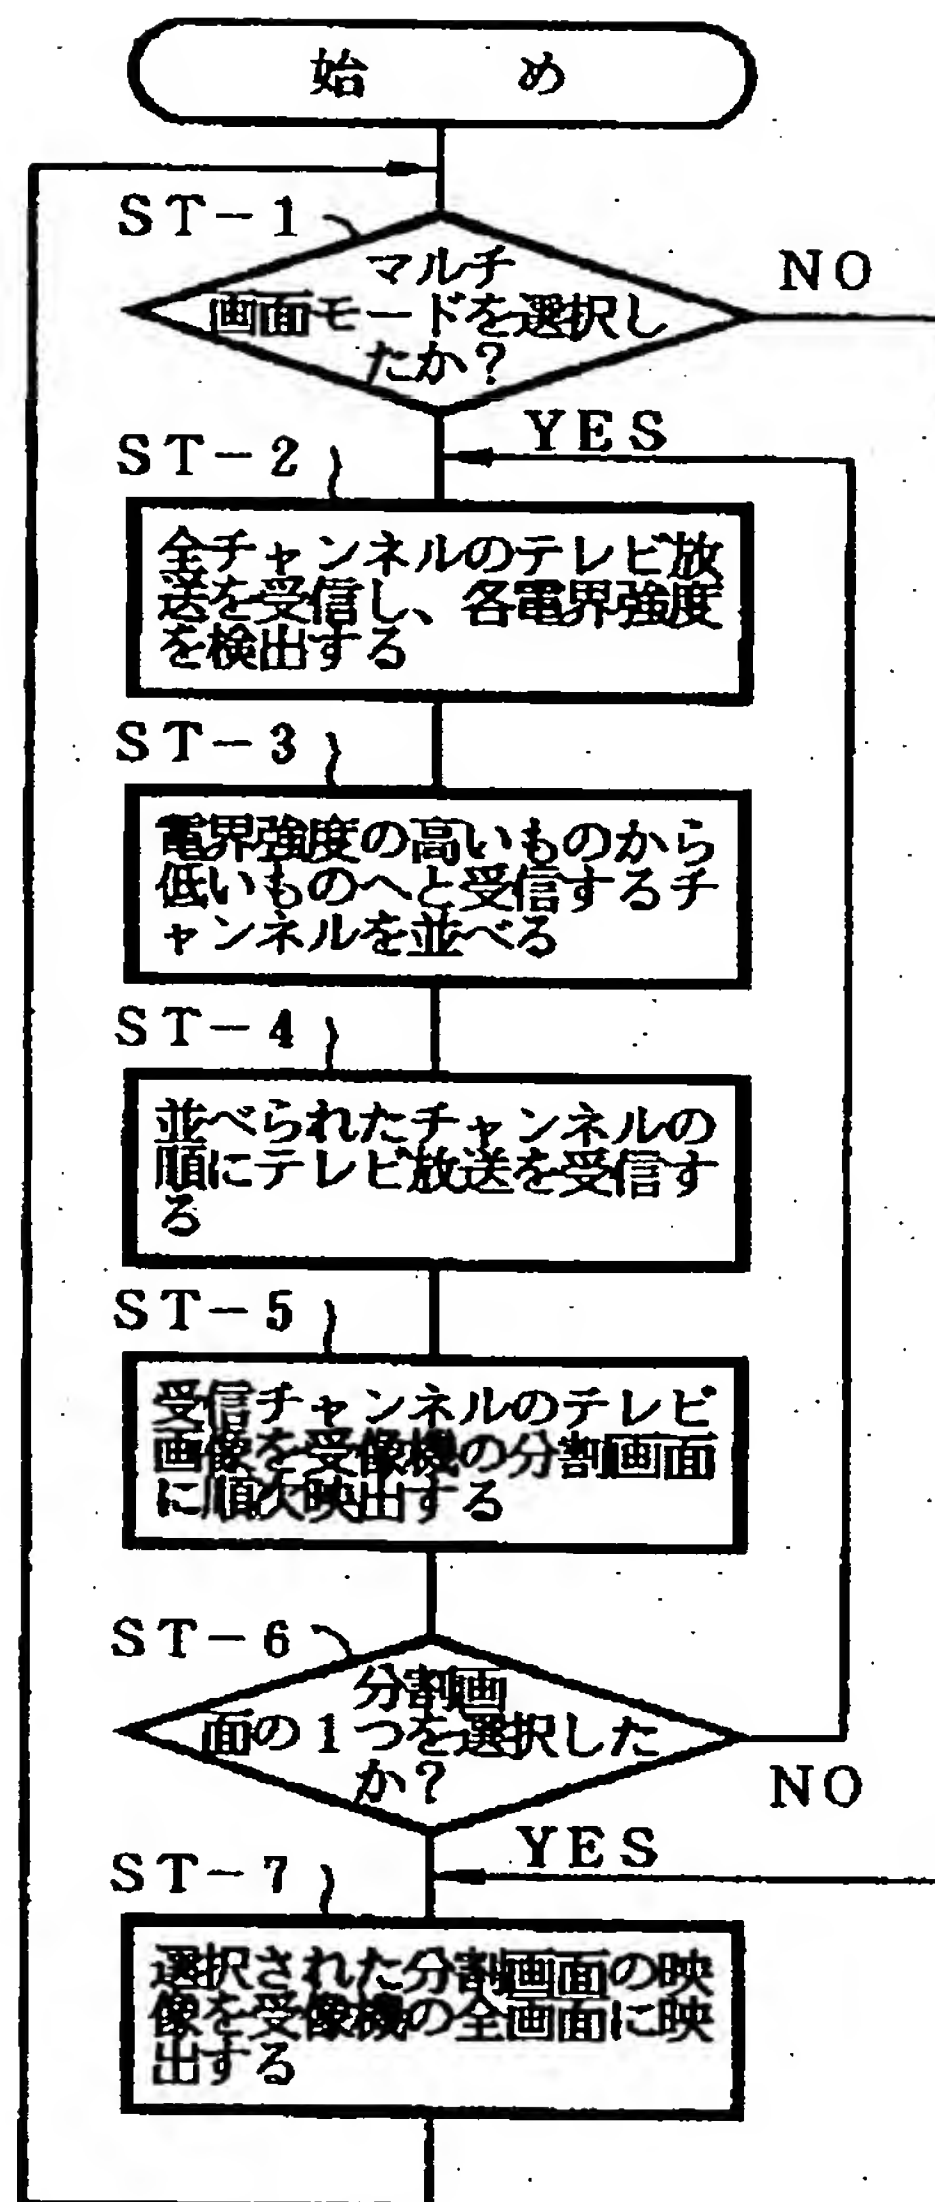 始 め
ST-1
マルチ
画面モードを選択し
たか?
NO
YES
ST-2
全チャンネルのテレビ放
送を受信し、各電界強度
を検出する
ST-3
電界強度の高いものから
低いものへと受信するチ
ャンネルを並べる
ST-4
並べられたチャンネルの
順にテレビ放送を受信す
る
ST-5
受信チャンネルのテレビ
画像を受像機の分割画面
に順次映出する
ST-6
分割画
面の1つを選択した
か?
NO
YES
ST-7
選択された分割画面の映
像を受像機の全画面に映
出する